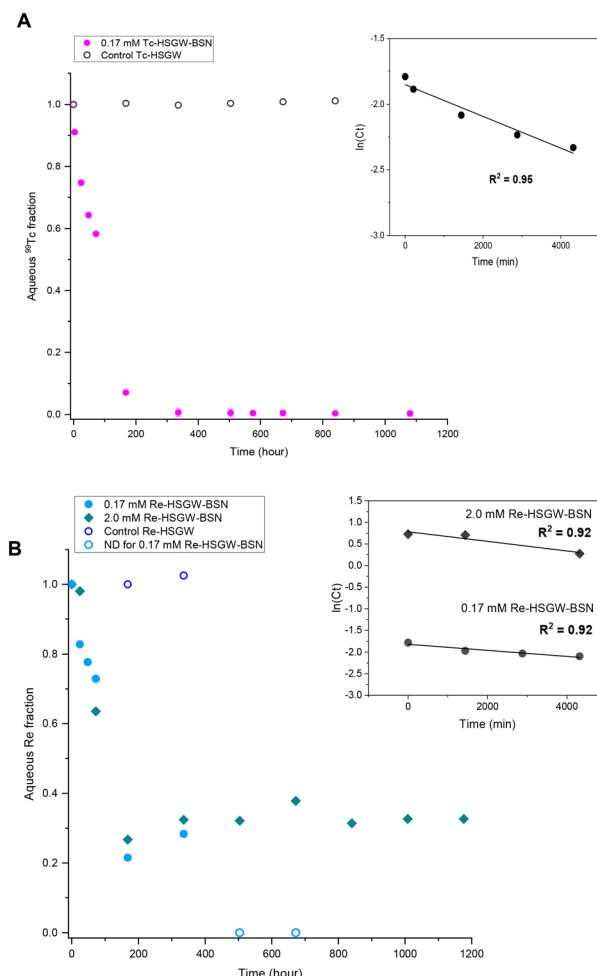 A
0.17 mM Tc-HSGW-BSN
Control Tc-HSGW
Aqueous ⁹⁹Tc fraction
1.0
0.8
0.6
0.4
0.2
0.0
0
200
400
600
800
1000
1200
Time (hour)
ln(Ct)
-1.5
-2.0
-2.5
-3.0
R² = 0.95
0
2000
4000
Time (min)
B
0.17 mM Re-HSGW-BSN
2.0 mM Re-HSGW-BSN
Control Re-HSGW
ND for 0.17 mM Re-HSGW-BSN
Aqueous Re fraction
1.0
0.8
0.6
0.4
0.2
0.0
0
200
400
600
800
1000
1200
Time (hour)
ln(Ct)
1.5
1.0
0.5
0.0
-0.5
-1.0
-1.5
-2.0
-2.5
-3.0
2.0 mM Re-HSGW-BSN
R² = 0.92
0.17 mM Re-HSGW-BSN
R² = 0.92
0
2000
4000
Time (min)